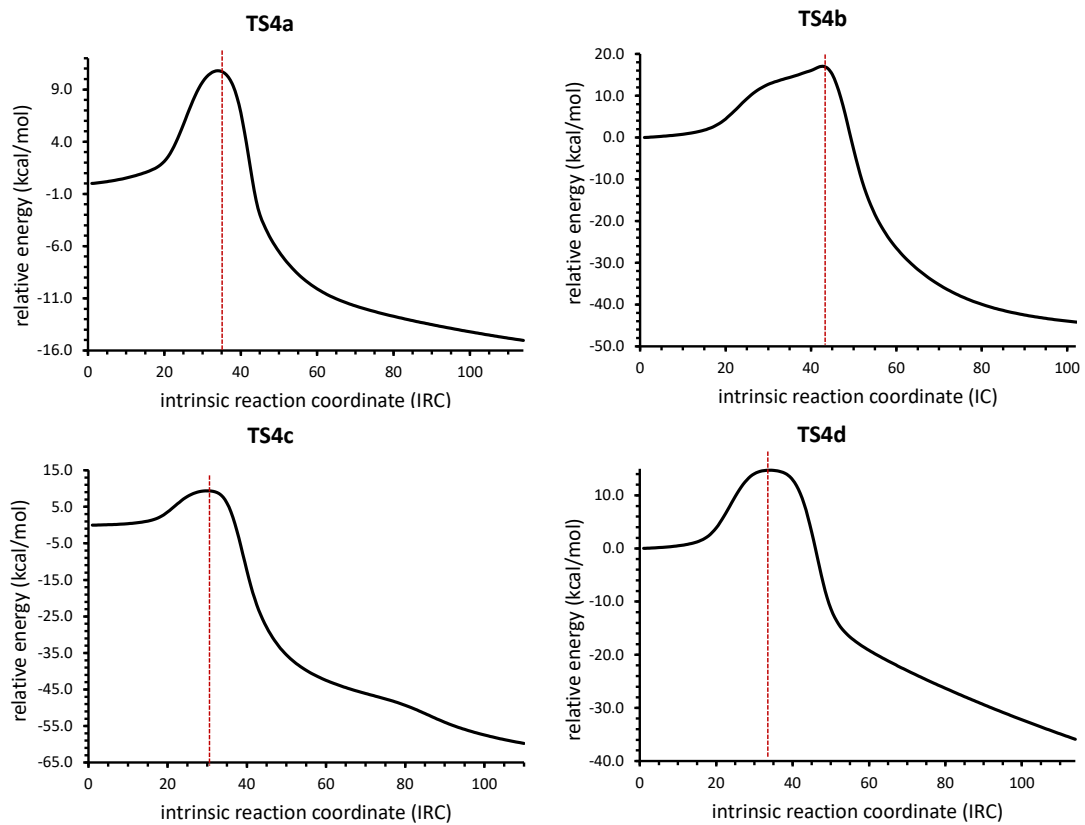 TS4a
relative energy (kcal/mol)
9.0
4.0
-1.0
-6.0
-11.0
-16.0
0 20 40 60 80 100
intrinsic reaction coordinate (IRC)
TS4b
relative energy (kcal/mol)
20.0
10.0
0.0
-10.0
-20.0
-30.0
-40.0
-50.0
0 20 40 60 80 100
intrinsic reaction coordinate (IC)
TS4c
relative energy (kcal/mol)
15.0
5.0
-5.0
-15.0
-25.0
-35.0
-45.0
-55.0
-65.0
0 20 40 60 80 100
intrinsic reaction coordinate (IRC)
TS4d
relative energy (kcal/mol)
10.0
0.0
-10.0
-20.0
-30.0
-40.0
0 20 40 60 80 100
intrinsic reaction coordinate (IRC)